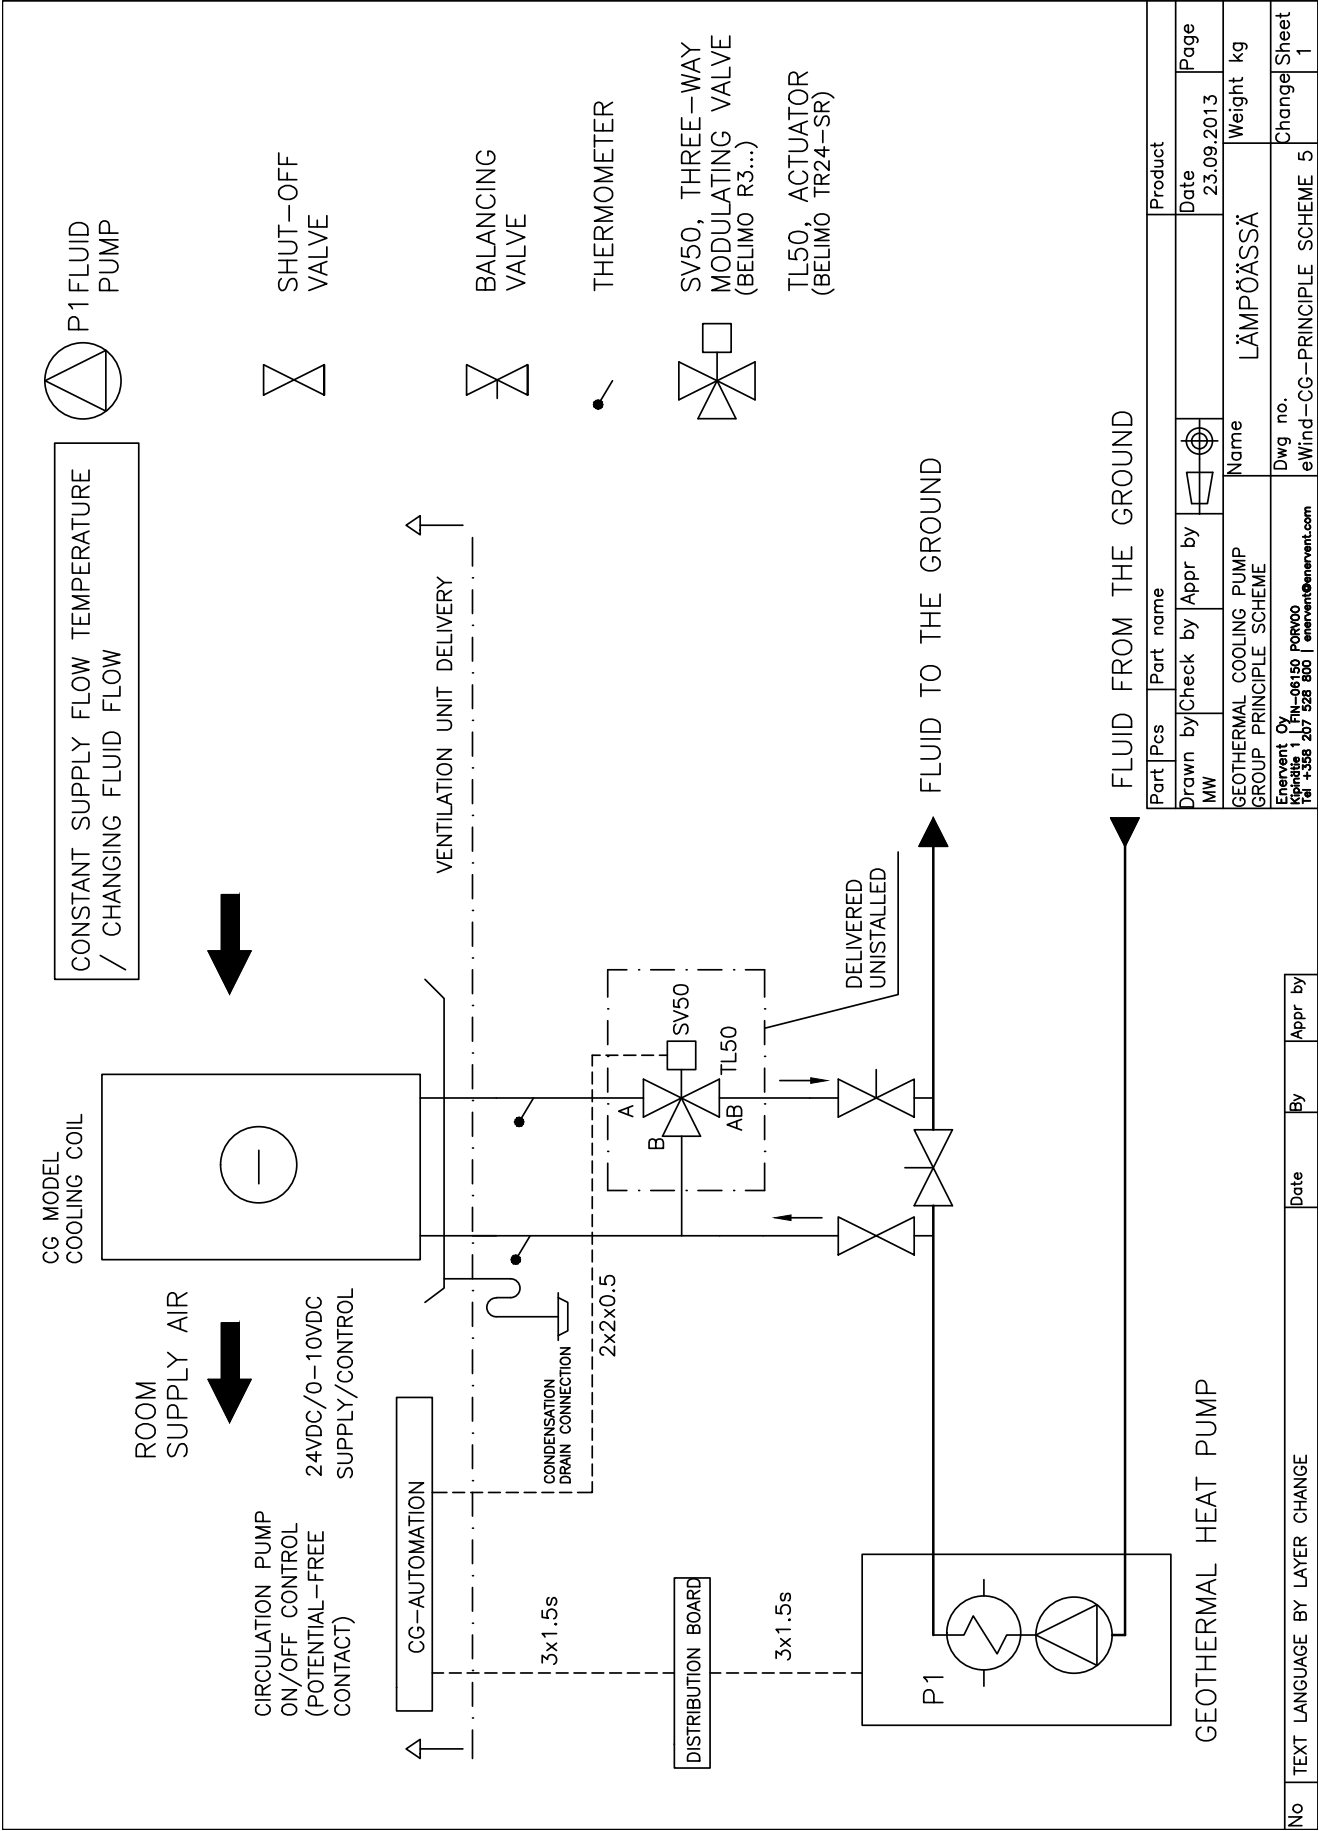 CONSTANT SUPPLY FLOW TEMPERATURE
/ CHANGING FLUID FLOW
P1 FLUID
PUMP
SHUT-OFF
VALVE
BALANCING
VALVE
THERMOMETER
SV50, THREE-WAY
MODULATING VALVE
(BELIMO R3...)
TL50, ACTUATOR
(BELIMO TR24-SR)
CG MODEL
COOLING COIL
ROOM
SUPPLY AIR
CIRCULATION PUMP
ON/OFF CONTROL
(POTENTIAL-FREE
CONTACT)
24VDC/0-10VDC
SUPPLY/CONTROL
CG-AUTOMATION
VENTILATION UNIT DELIVERY
CONDENSATION
DRAIN CONNECTION
2x2x0.5
3x1.5s
A
B
AB
SV50
TL50
DISTRIBUTION BOARD
3x1.5s
DELIVERED
UNISTALLED
FLUID TO THE GROUND
P1
FLUID FROM THE GROUND
GEOTHERMAL HEAT PUMP
Part
Pcs
Part name
Product
Drawn by
MW
Check by
Appr by
Date
23.09.2013
Page
GEOTHERMAL COOLING PUMP
GROUP PRINCIPLE SCHEME
Name
LÄMPÖÄSSÄ
Weight kg
Enervent Oy
Kipinätie 1 | FIN-06150 PORVOO
Tel +358 207 528 800 | enervent@enervent.com
Dwg no.
eWind-CG-PRINCIPLE SCHEME 5
Change
Sheet
1
No
TEXT LANGUAGE BY LAYER CHANGE
Date
By
Appr by